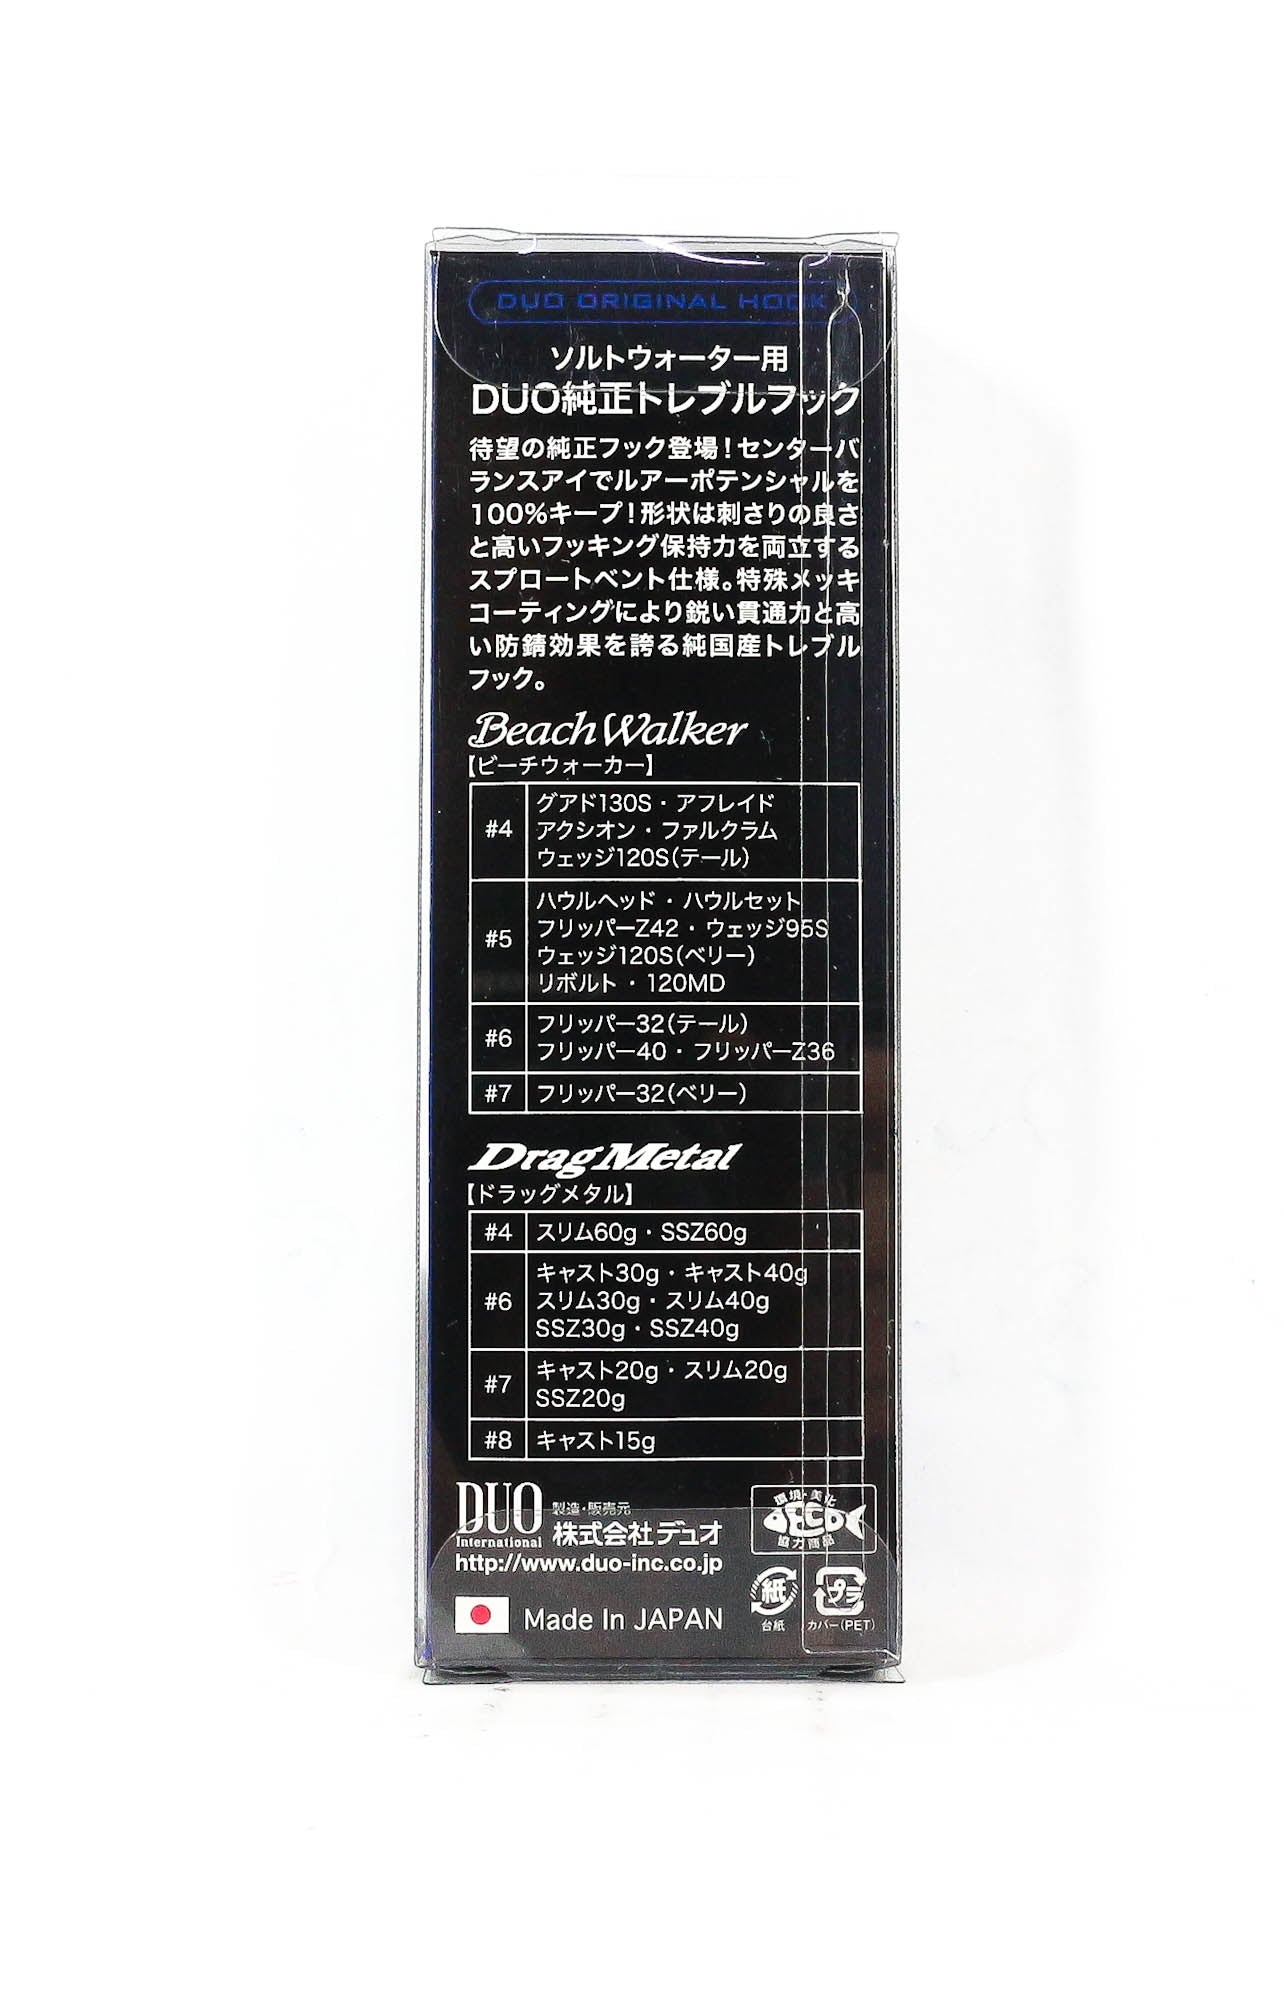 DUO ORIGINAL HOOK
ソルトウォーター用
DUO純正トレブルフック
待望の純正フック登場！センターバ
ランスアイでルアーポテンシャルを
100%キープ！形状は刺さりの良さ
と高いフッキング保持力を両立する
スプロートベント仕様。特殊メッキ
コーティングにより鋭い貫通力と高
い防錆効果を誇る純国産トレブル
フック。
Beach Walker
【ビーチウォーカー】
#4
グアド130S・アフレイド
アクシオン・ファルクラム
ウェッジ120S（テール）
#5
ハウルヘッド・ハウルセット
フリッパーZ42・ウェッジ95S
ウェッジ120S（ベリー）
リボルト・120MD
#6
フリッパー32（テール）
フリッパー40・フリッパーZ36
#7
フリッパー32（ベリー）
Drag Metal
【ドラッグメタル】
#4
スリム60g・SSZ60g
#6
キャスト30g・キャスト40g
スリム30g・スリム40g
SSZ30g・SSZ40g
#7
キャスト20g・スリム20g
SSZ20g
#8
キャスト15g
DUO
International
製造・販売元
株式会社デュオ
http://www.duo-inc.co.jp
Made In JAPAN
環境・美化
ECO
協力商品
紙
台紙
プラ
カバー（PET）